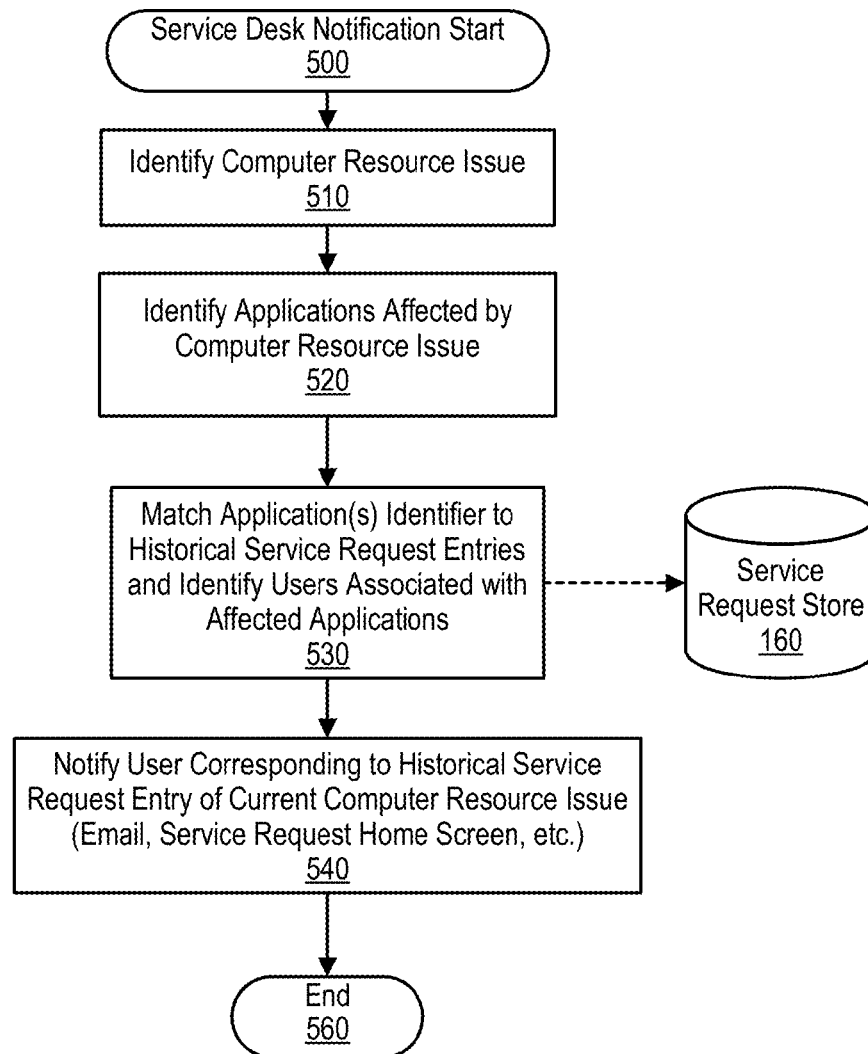 Service Desk Notification Start
500
Identify Computer Resource Issue
510
Identify Applications Affected by
Computer Resource Issue
520
Match Application(s) Identifier to
Historical Service Request Entries
and Identify Users Associated with
Affected Applications
530
Service
Request Store
160
Notify User Corresponding to Historical Service
Request Entry of Current Computer Resource Issue
(Email, Service Request Home Screen, etc.)
540
End
560